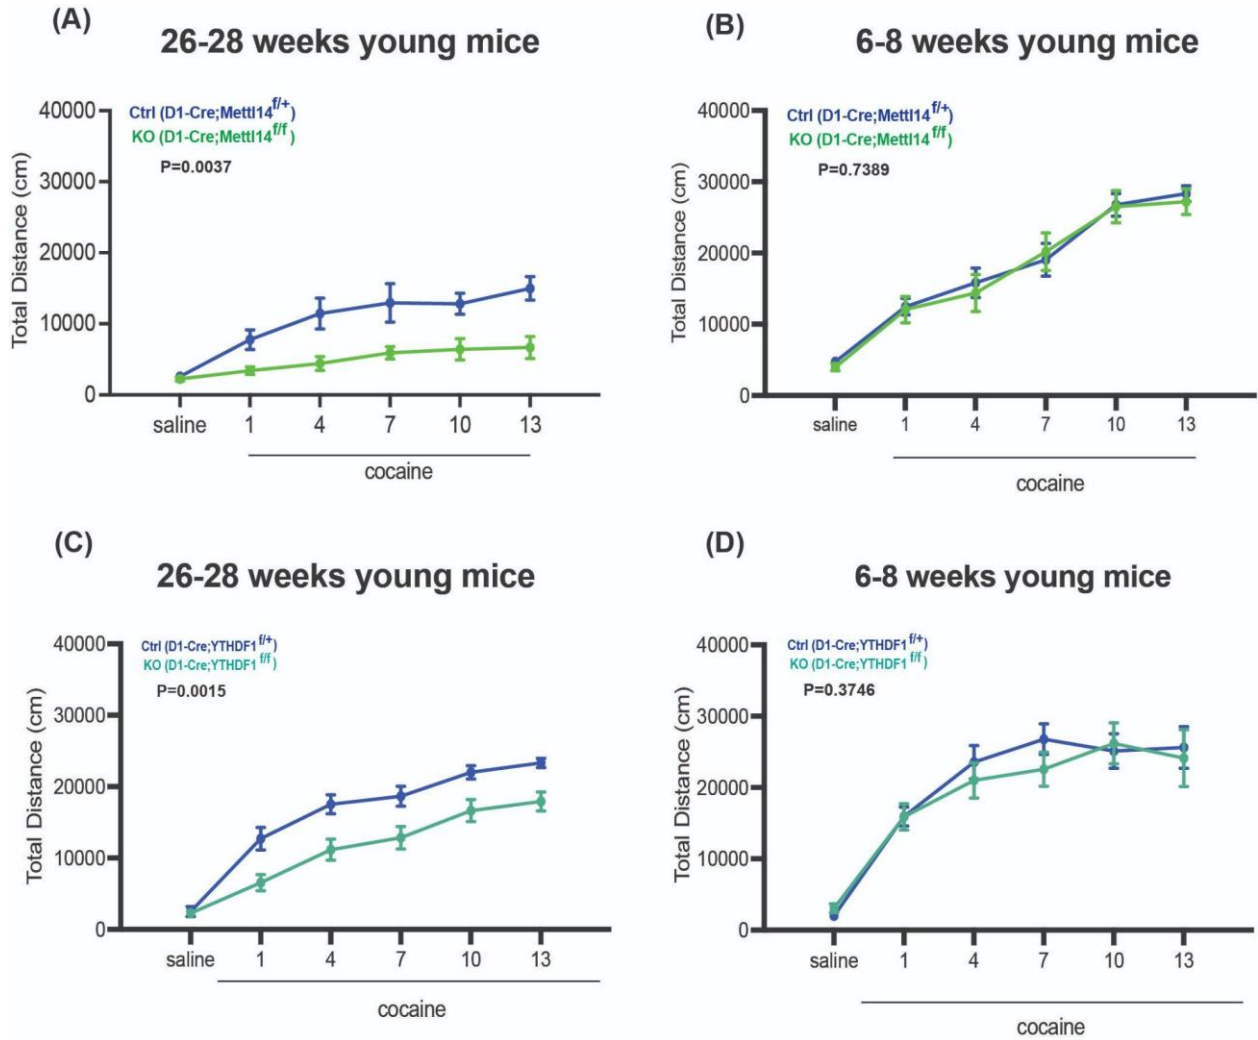 (A)
26-28 weeks young mice
Ctrl (D1-Cre;Mettl14f/+)
KO (D1-Cre;Mettl14f/f )
P=0.0037
Total Distance (cm)
40000
30000
20000
10000
0
saline 1 4 7 10 13
cocaine
(B)
6-8 weeks young mice
Ctrl (D1-Cre;Mettl14f/+)
KO (D1-Cre;Mettl14f/f)
P=0.7389
Total Distance (cm)
40000
30000
20000
10000
0
saline 1 4 7 10 13
cocaine
(C)
26-28 weeks young mice
Ctrl (D1-Cre;YTHDF1 f/+)
KO (D1-Cre;YTHDF1 f/f )
P=0.0015
Total Distance (cm)
40000
30000
20000
10000
0
saline 1 4 7 10 13
cocaine
(D)
6-8 weeks young mice
Ctrl (D1-Cre;YTHDF1 f/+)
KO (D1-Cre;YTHDF1 f/f )
P=0.3746
Total Distance (cm)
40000
30000
20000
10000
0
saline 1 4 7 10 13
cocaine